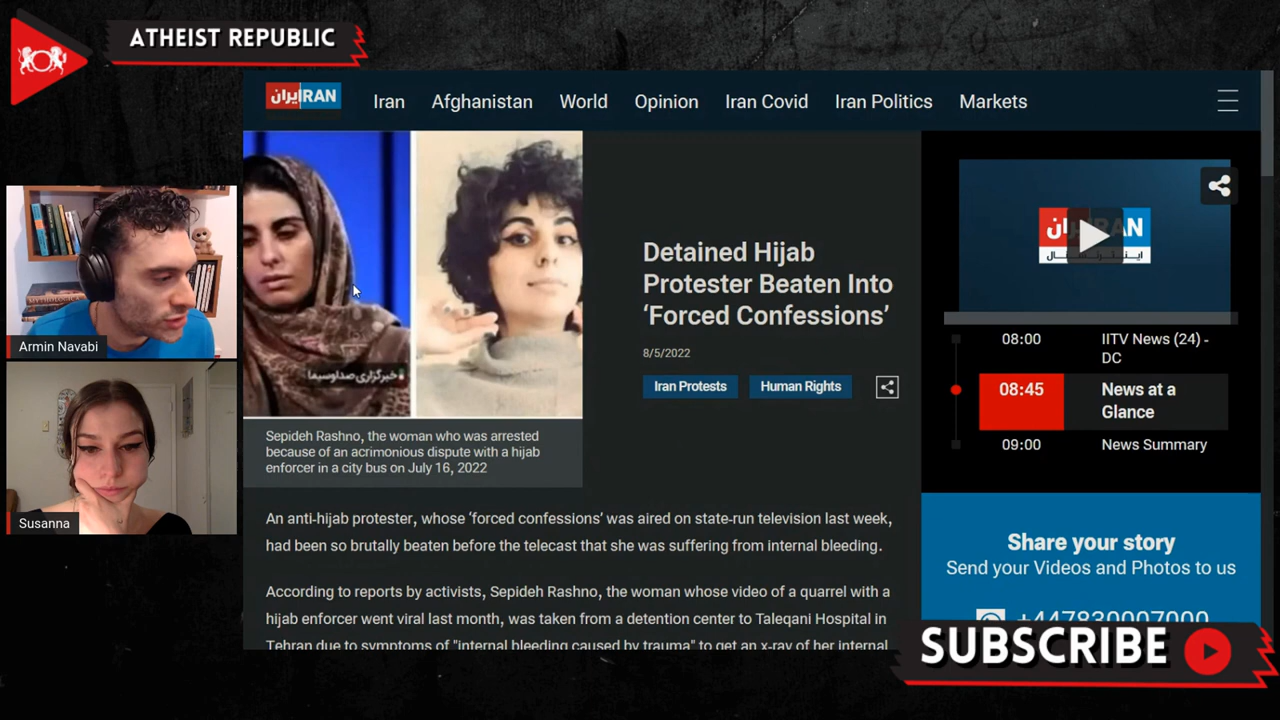 ATHEIST REPUBLIC
ایران IRAN
Iran Afghanistan World Opinion Iran Covid Iran Politics Markets
Armin Navabi
Susanna
MYTHOLOGICA
خبرگزاری صداوسیما
Sepideh Rashno, the woman who was arrested
because of an acrimonious dispute with a hijab
enforcer in a city bus on July 16, 2022
Detained Hijab
Protester Beaten Into
‘Forced Confessions’
8/5/2022
Iran Protests
Human Rights
An anti-hijab protester, whose ‘forced confessions’ was aired on state-run television last week,
had been so brutally beaten before the telecast that she was suffering from internal bleeding.
According to reports by activists, Sepideh Rashno, the woman whose video of a quarrel with a
hijab enforcer went viral last month, was taken from a detention center to Taleqani Hospital in
Tehran due to symptoms of "internal bleeding caused by trauma" to get an x-ray of her internal
اینترنشنال
08:00 IITV News (24) -
DC
08:45 News at a
Glance
09:00 News Summary
Share your story
Send your Videos and Photos to us
+447830007000
SUBSCRIBE